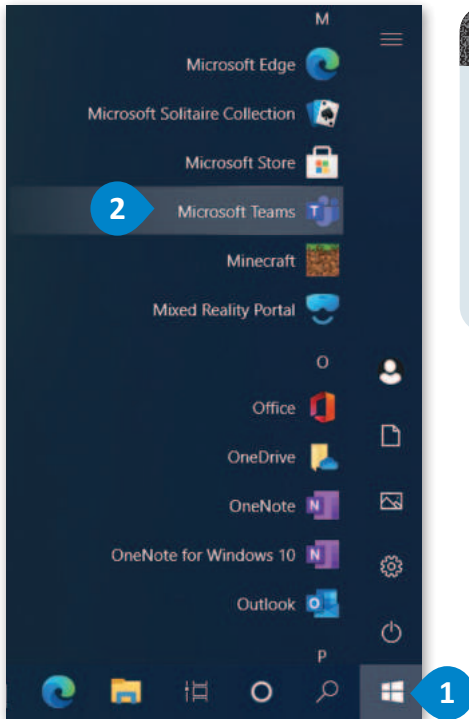 M
Microsoft Edge
Microsoft Solitaire Collection
Microsoft Store
2 Microsoft Teams
Minecraft
Mixed Reality Portal
O
Office
OneDrive
OneNote
OneNote for Windows 10
Outlook
P
1